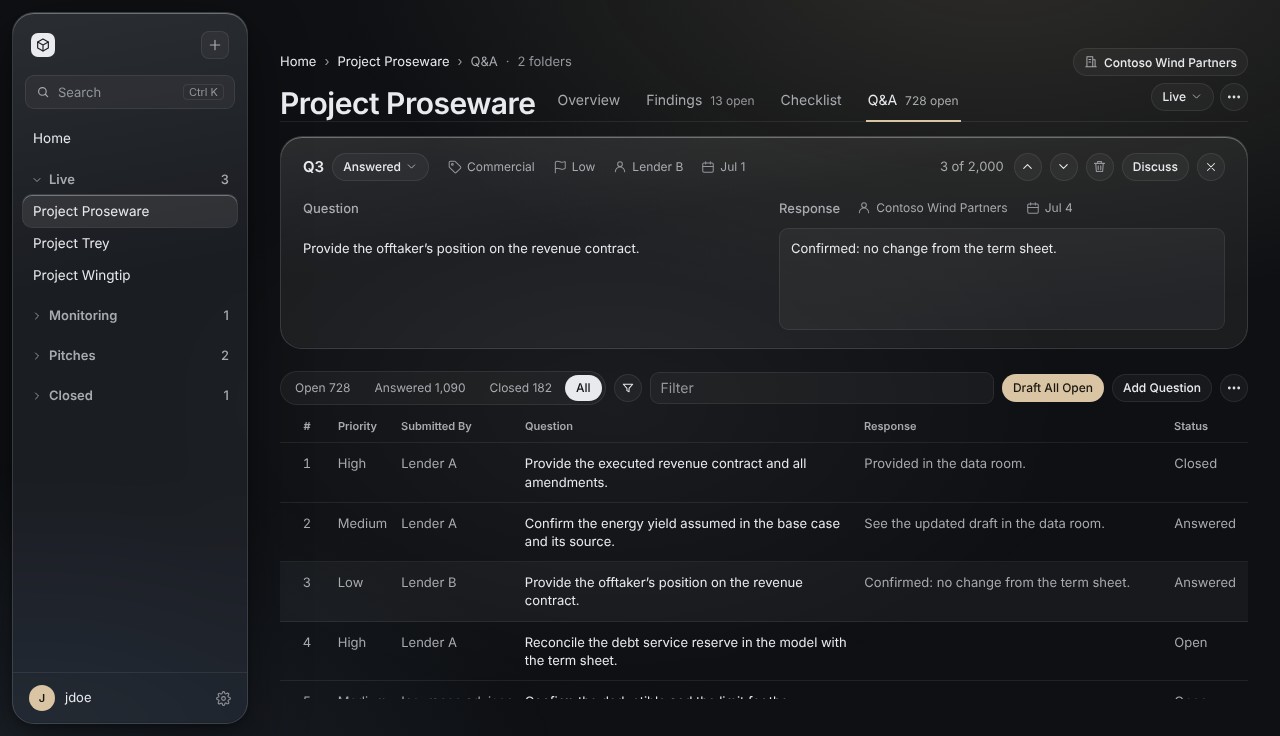 Search
Ctrl K
Home
Live 3
Project Proseware
Project Trey
Project Wingtip
Monitoring 1
Pitches 2
Closed 1
J jdoe
Home › Project Proseware › Q&A · 2 folders
Contoso Wind Partners
Project Proseware
Overview
Findings 13 open
Checklist
Q&A 728 open
Live
Q3 Answered Commercial Low Lender B Jul 1
3 of 2,000 Discuss
Question
Provide the offtaker’s position on the revenue contract.
Response Contoso Wind Partners Jul 4
Confirmed: no change from the term sheet.
Open 728 Answered 1,090 Closed 182 All
Filter
Draft All Open
Add Question
# Priority Submitted By Question Response Status
1 High Lender A Provide the executed revenue contract and all Provided in the data room. Closed
amendments.
2 Medium Lender A Confirm the energy yield assumed in the base case See the updated draft in the data room. Answered
and its source.
3 Low Lender B Provide the offtaker’s position on the revenue Confirmed: no change from the term sheet. Answered
contract.
4 High Lender A Reconcile the debt service reserve in the model with Open
the term sheet.